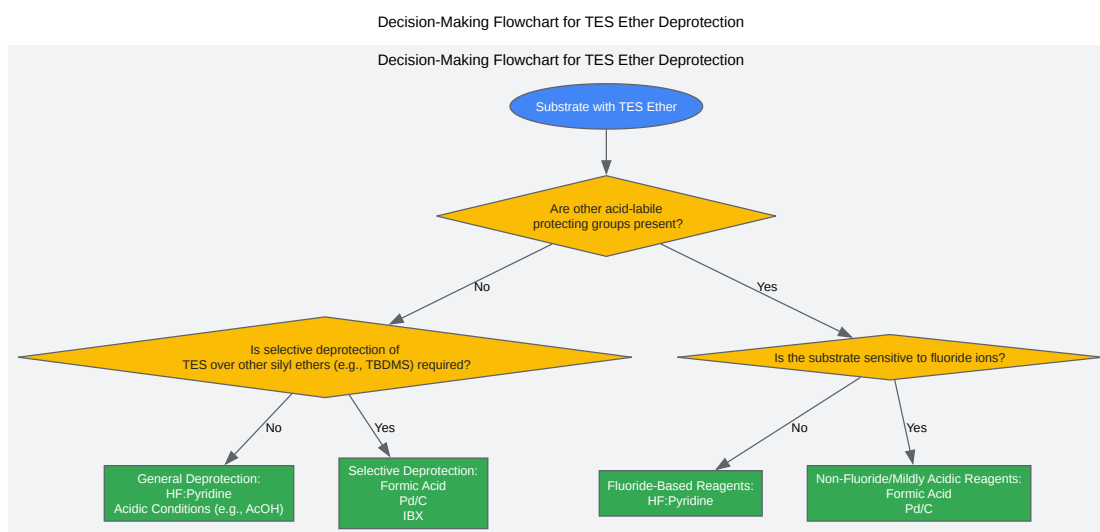 Decision-Making Flowchart for TES Ether Deprotection
Decision-Making Flowchart for TES Ether Deprotection
Substrate with TES Ether
Are other acid-labile
protecting groups present?
No
Yes
Is selective deprotection of
TES over other silyl ethers (e.g., TBDMS) required?
Is the substrate sensitive to fluoride ions?
No
Yes
No
Yes
General Deprotection:
HF:Pyridine
Acidic Conditions (e.g., AcOH)
Selective Deprotection:
Formic Acid
Pd/C
IBX
Fluoride-Based Reagents:
HF:Pyridine
Non-Fluoride/Mildly Acidic Reagents:
Formic Acid
Pd/C